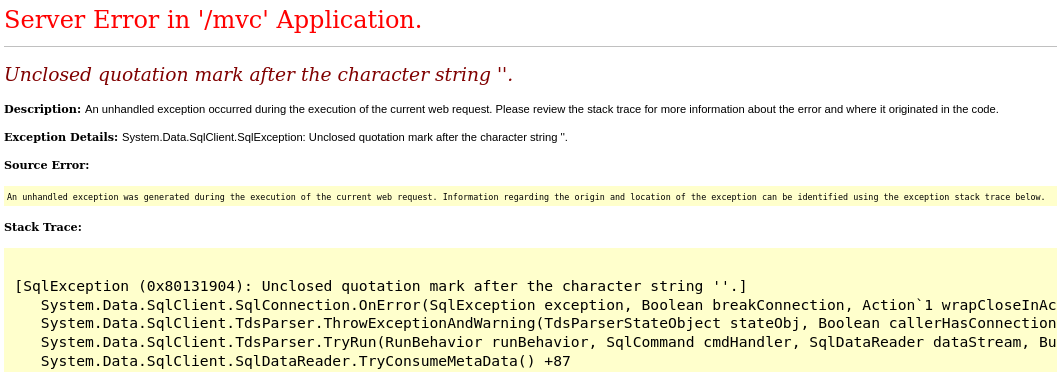 Server Error in '/mvc' Application.
Unclosed quotation mark after the character string ''.
Description: An unhandled exception occurred during the execution of the current web request. Please review the stack trace for more information about the error and where it originated in the code.
Exception Details: System.Data.SqlClient.SqlException: Unclosed quotation mark after the character string ''.
Source Error:
An unhandled exception was generated during the execution of the current web request. Information regarding the origin and location of the exception can be identified using the exception stack trace below.
Stack Trace:
[SqlException (0x80131904): Unclosed quotation mark after the character string ''.]
System.Data.SqlClient.SqlConnection.OnError(SqlException exception, Boolean breakConnection, Action`1 wrapCloseInAc
System.Data.SqlClient.TdsParser.ThrowExceptionAndWarning(TdsParserStateObject stateObj, Boolean callerHasConnection
System.Data.SqlClient.TdsParser.TryRun(RunBehavior runBehavior, SqlCommand cmdHandler, SqlDataReader dataStream, Bu
System.Data.SqlClient.SqlDataReader.TryConsumeMetaData() +87